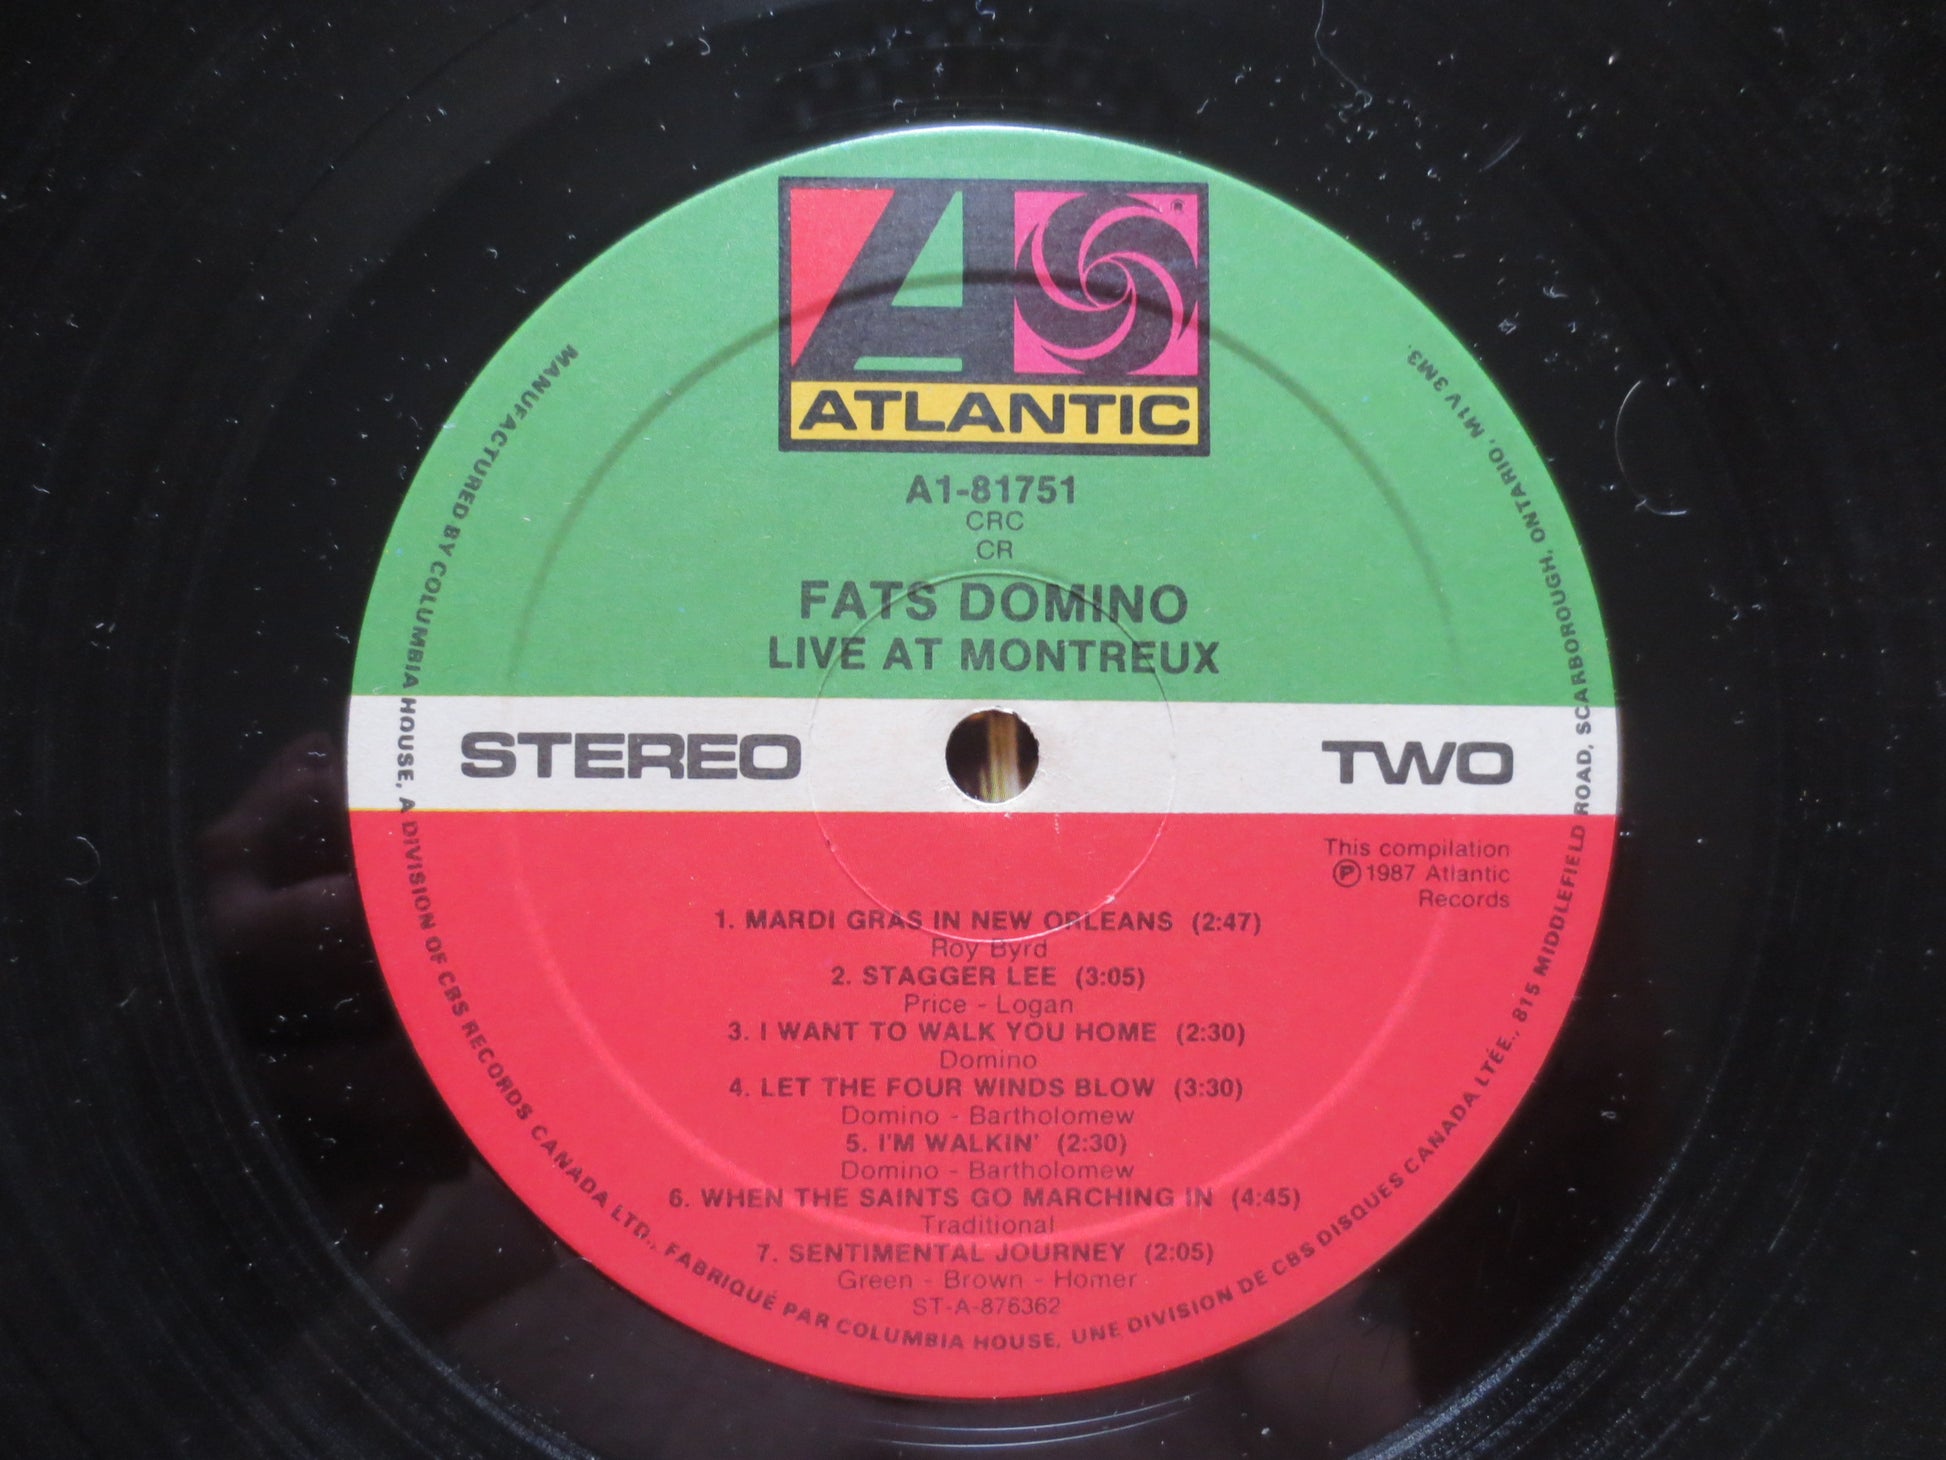 ATLANTIC
®
A1-81751
CRC
CR
FATS DOMINO
LIVE AT MONTREUX
STEREO
TWO
This compilation
℗ 1987 Atlantic
Records
1. MARDI GRAS IN NEW ORLEANS (2:47)
Roy Byrd
2. STAGGER LEE (3:05)
Price - Logan
3. I WANT TO WALK YOU HOME (2:30)
Domino
4. LET THE FOUR WINDS BLOW (3:30)
Domino - Bartholomew
5. I'M WALKIN' (2:30)
Domino - Bartholomew
6. WHEN THE SAINTS GO MARCHING IN (4:45)
Traditional
7. SENTIMENTAL JOURNEY (2:05)
Green - Brown - Homer
ST-A-876362
MANUFACTURED BY COLUMBIA HOUSE, A DIVISION OF CBS RECORDS CANADA LTD., FABRIQUÉ PAR COLUMBIA HOUSE, UNE DIVISION DE CBS DISQUES CANADA LTÉE., 815 MIDDLEFIELD ROAD, SCARBOROUGH, ONTARIO, M1V 3M3.